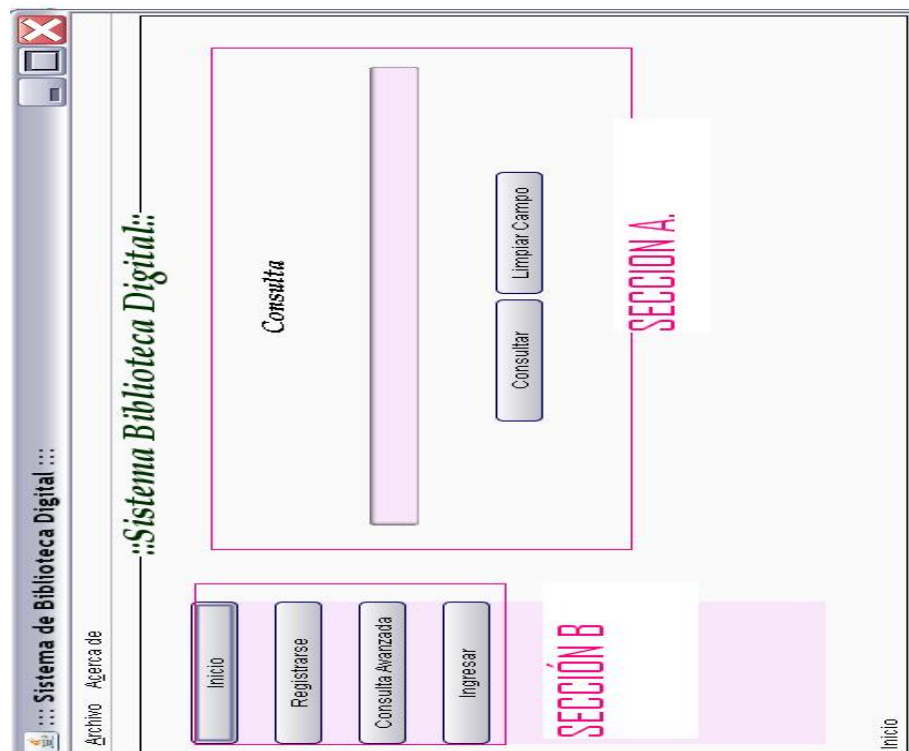 ::: Sistema de Biblioteca Digital :::
Archivo Acerca de
::Sistema Biblioteca Digital::
Inicio
Registrarse
Consulta Avanzada
Ingresar
SECCIÓN B
Consulta
Consultar Limpiar Campo
SECCION A.
Inicio